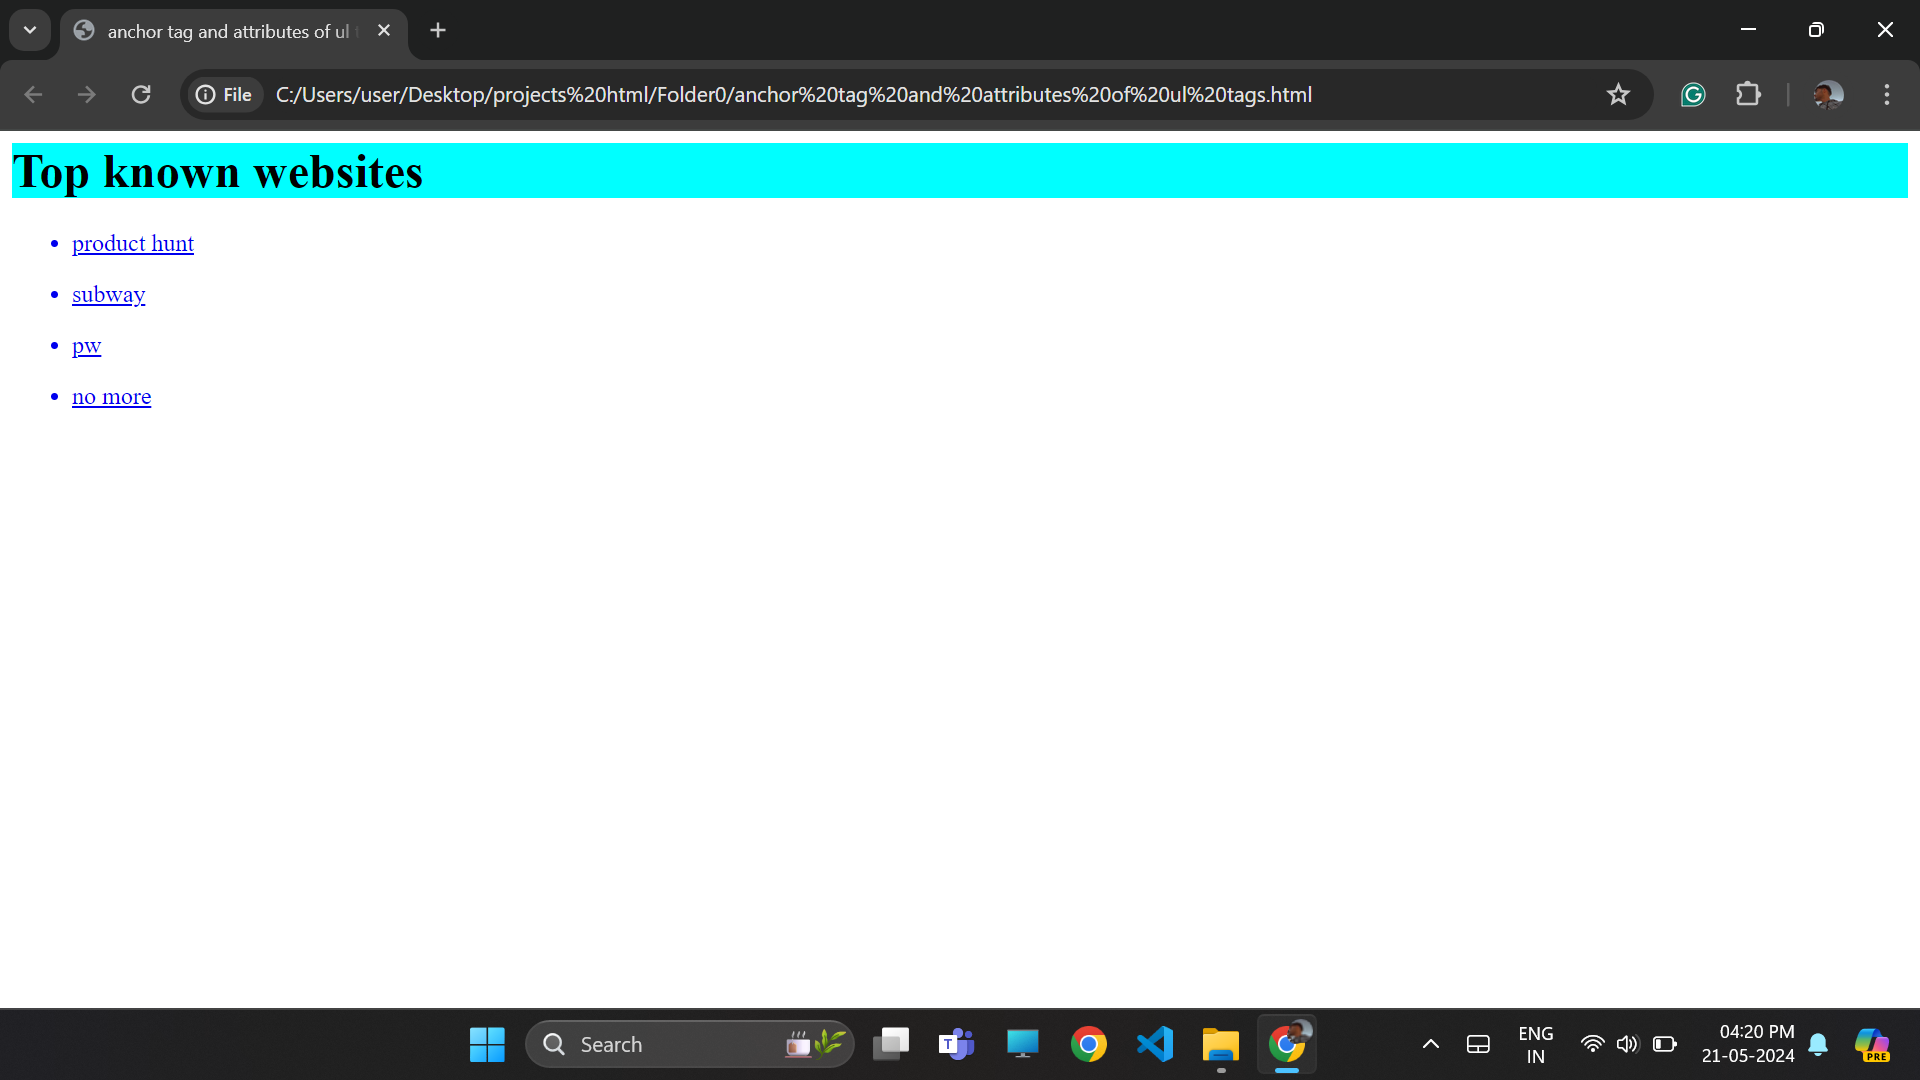 anchor tag and attributes of ul
File
C:/Users/user/Desktop/projects%20html/Folder0/anchor%20tag%20and%20attributes%20of%20ul%20tags.html
Top known websites
product hunt
subway
pw
no more
Search
ENG
IN
04:20 PM
21-05-2024
PRE